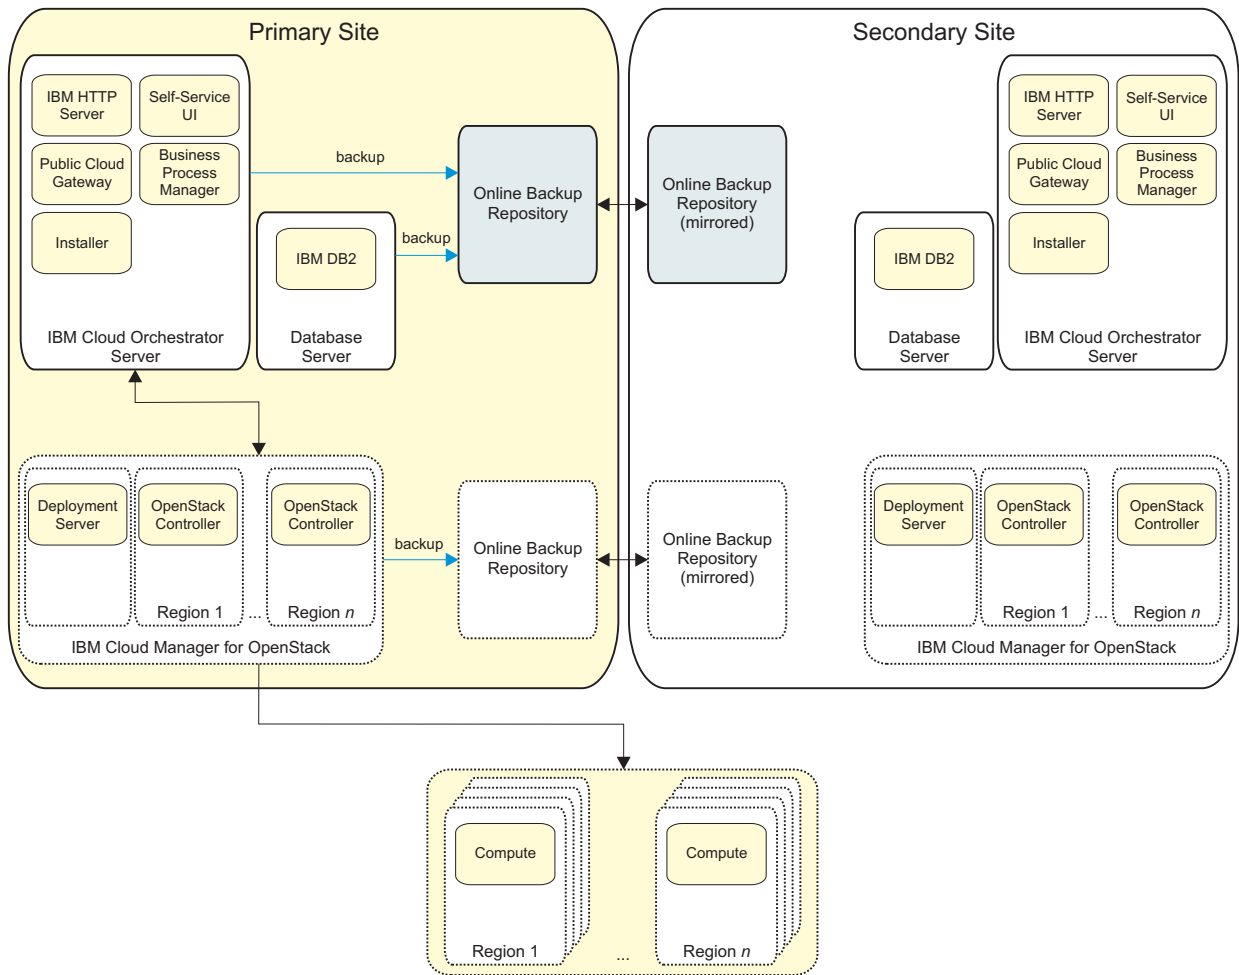 Primary Site
IBM HTTP
Server
Self-Service
UI
Public Cloud
Gateway
Business
Process
Manager
Installer
IBM Cloud Orchestrator
Server
IBM DB2
Database
Server
backup
backup
Online Backup
Repository
Deployment
Server
OpenStack
Controller
Region 1
...
OpenStack
Controller
Region n
IBM Cloud Manager for OpenStack
backup
Online Backup
Repository
Secondary Site
Online Backup
Repository
(mirrored)
IBM DB2
Database
Server
IBM HTTP
Server
Self-Service
UI
Public Cloud
Gateway
Business
Process
Manager
Installer
IBM Cloud Orchestrator
Server
Online Backup
Repository
(mirrored)
Deployment
Server
OpenStack
Controller
Region 1
...
OpenStack
Controller
Region n
IBM Cloud Manager for OpenStack
Compute
Region 1
...
Compute
Region n